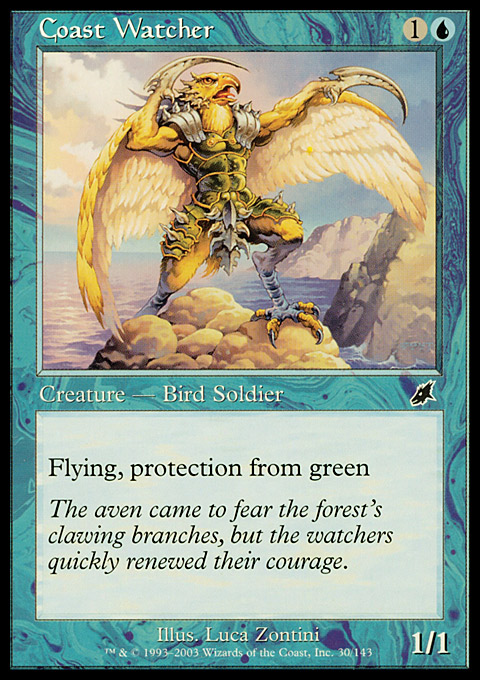 Coast Watcher 1
Creature — Bird Soldier
Flying, protection from green
The aven came to fear the forest's
clawing branches, but the watchers
quickly renewed their courage.
Illus. Luca Zontini
™ & © 1993-2003 Wizards of the Coast, Inc. 30/143
1/1